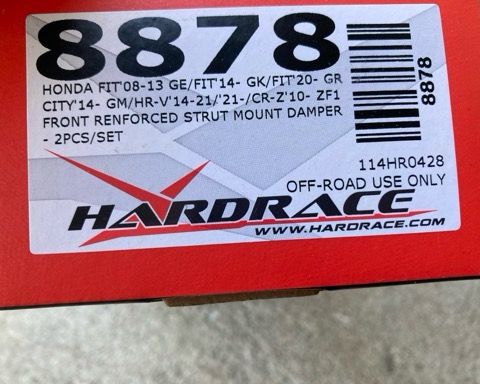 8878
HONDA FIT'08-13 GE/FIT'14- GK/FIT'20- GR
CITY'14- GM/HR-V'14-21/'21-/CR-Z'10- ZF1
FRONT RENFORCED STRUT MOUNT DAMPER
- 2PCS/SET
8878
114HR0428
OFF-ROAD USE ONLY
HARDRACE
WWW.HARDRACE.COM